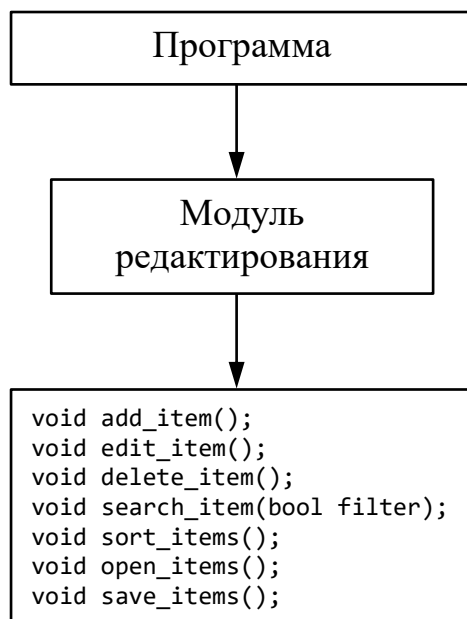 Программа
Модуль
редактирования
void add_item();
void edit_item();
void delete_item();
void search_item(bool filter);
void sort_items();
void open_items();
void save_items();